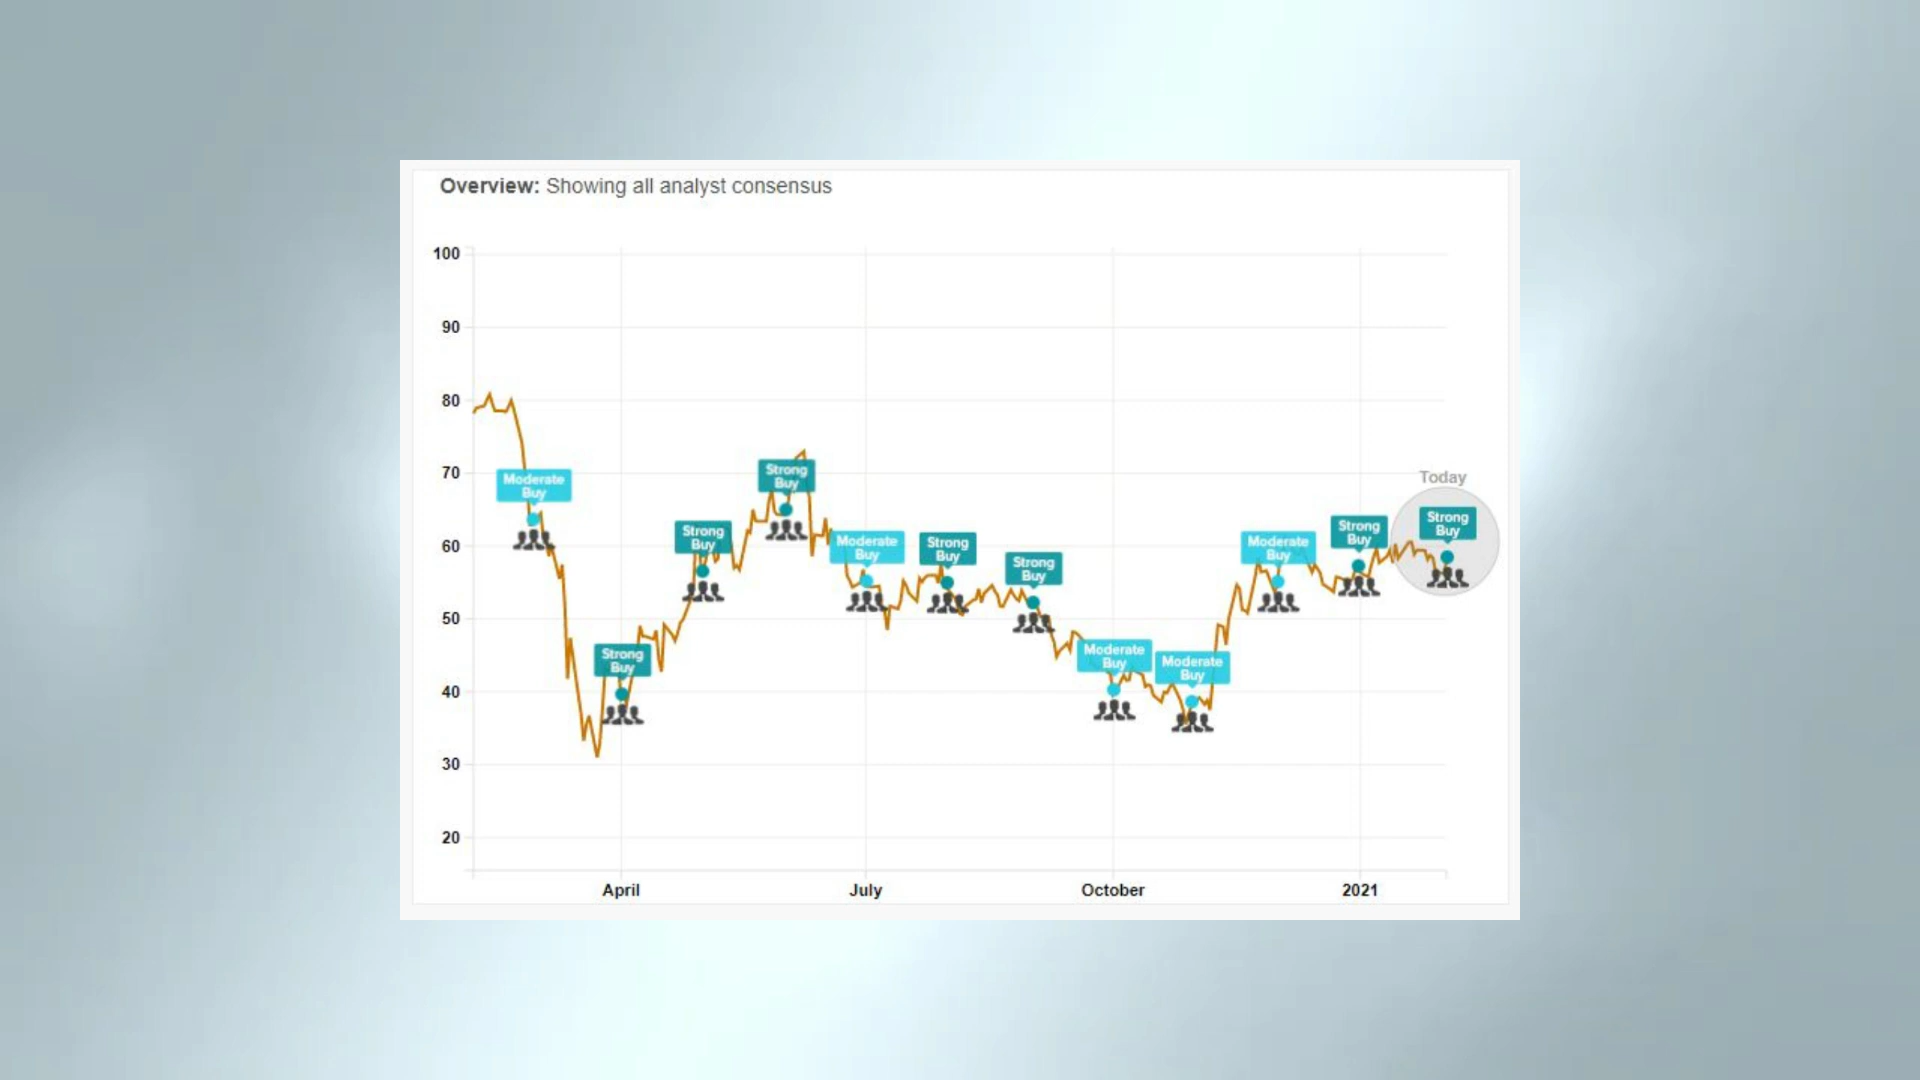 Overview: Showing all analyst consensus
100
90
80
70
60
50
40
30
20
Moderate
Buy
Strong
Buy
Strong
Buy
Strong
Buy
Moderate
Buy
Strong
Buy
Strong
Buy
Moderate
Buy
Moderate
Buy
Moderate
Buy
Strong
Buy
Today
Strong
Buy
April
July
October
2021